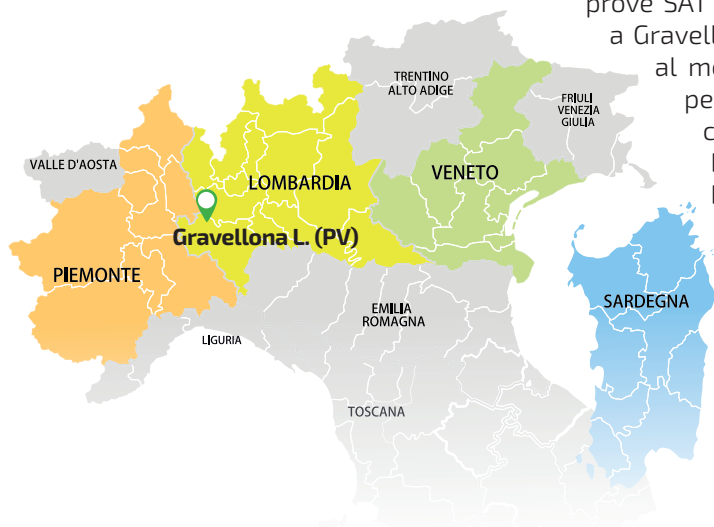 prove SAT
a Gravell
al m
pe
TRENTINO
ALTO ADIGE
FRIULI
VENEZIA
GIULIA
VALLE D'AOSTA
LOMBARDIA
VENETO
Gravellona L. (PV)
PIEMONTE
SARDEGNA
EMILIA
ROMAGNA
LIGURIA
TOSCANA